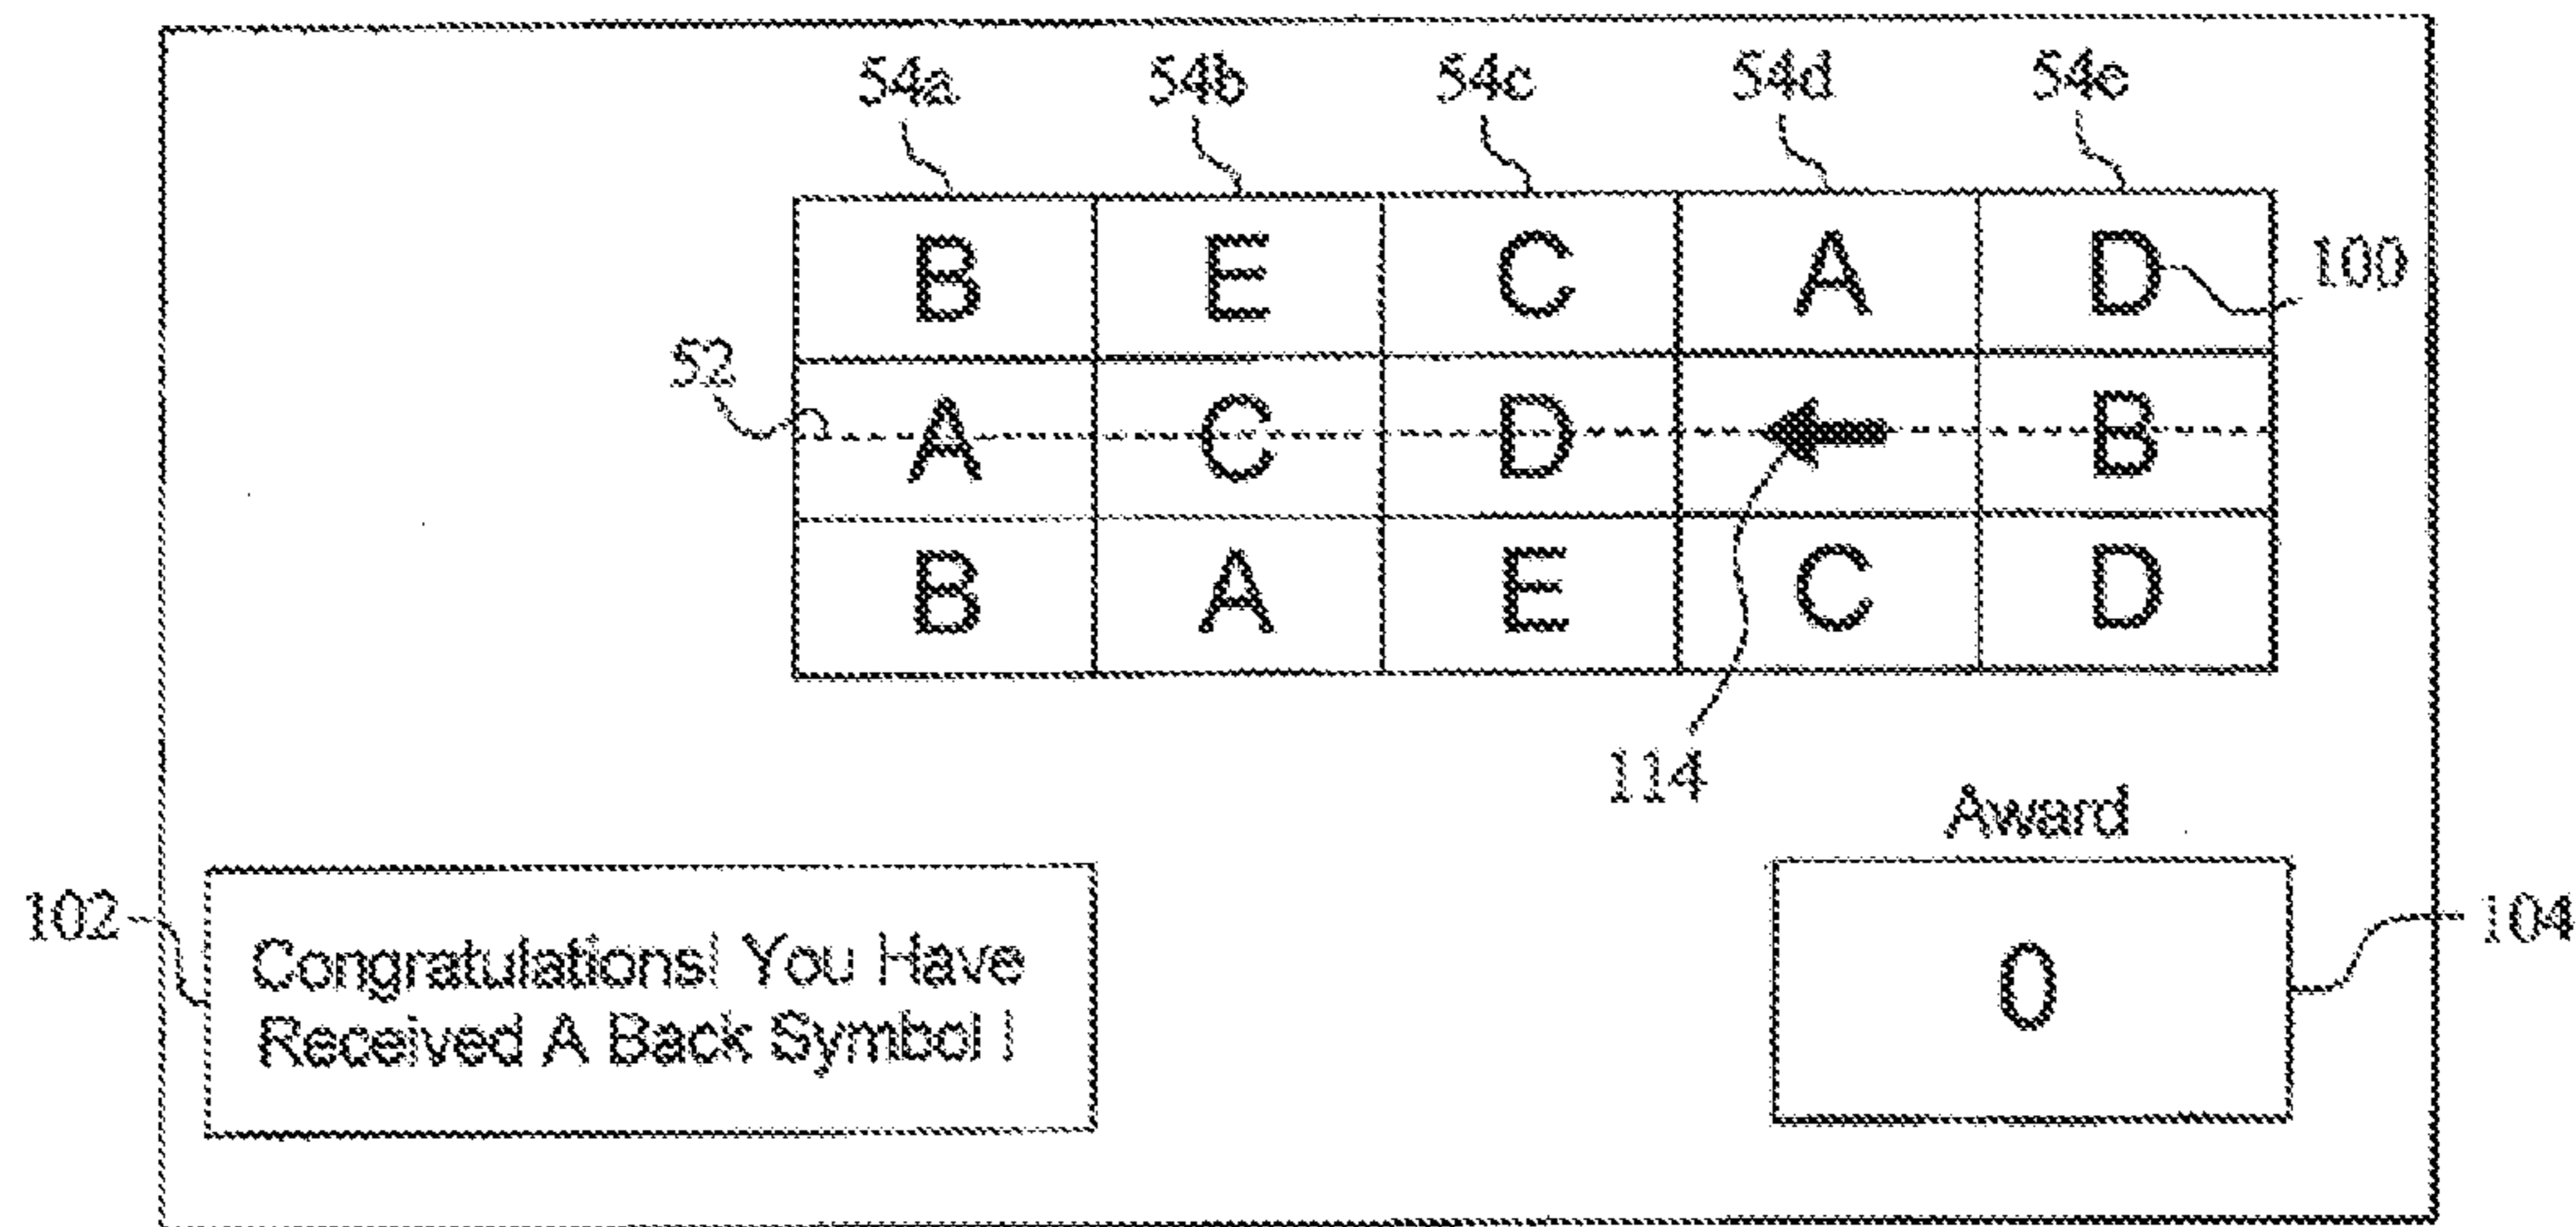 54a 54b 54c 54d 54e
B E C A D 100
52
A C D B
B A E C D
114
Award
102
Congratulations! You Have
Received A Back Symbol !
0
104